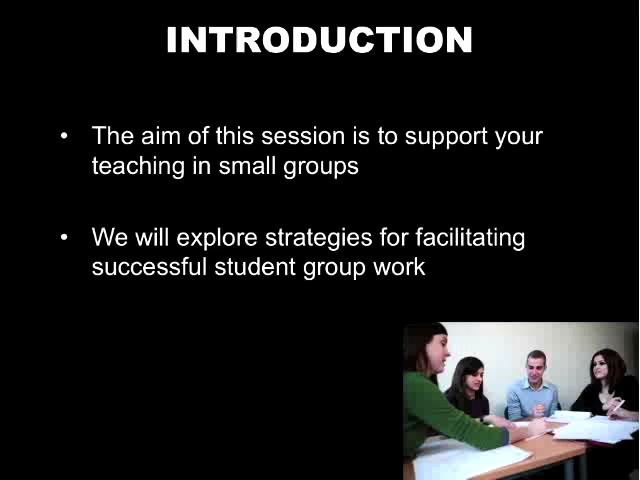 INTRODUCTION
• The aim of this session is to support your
teaching in small groups
• We will explore strategies for facilitating
successful student group work